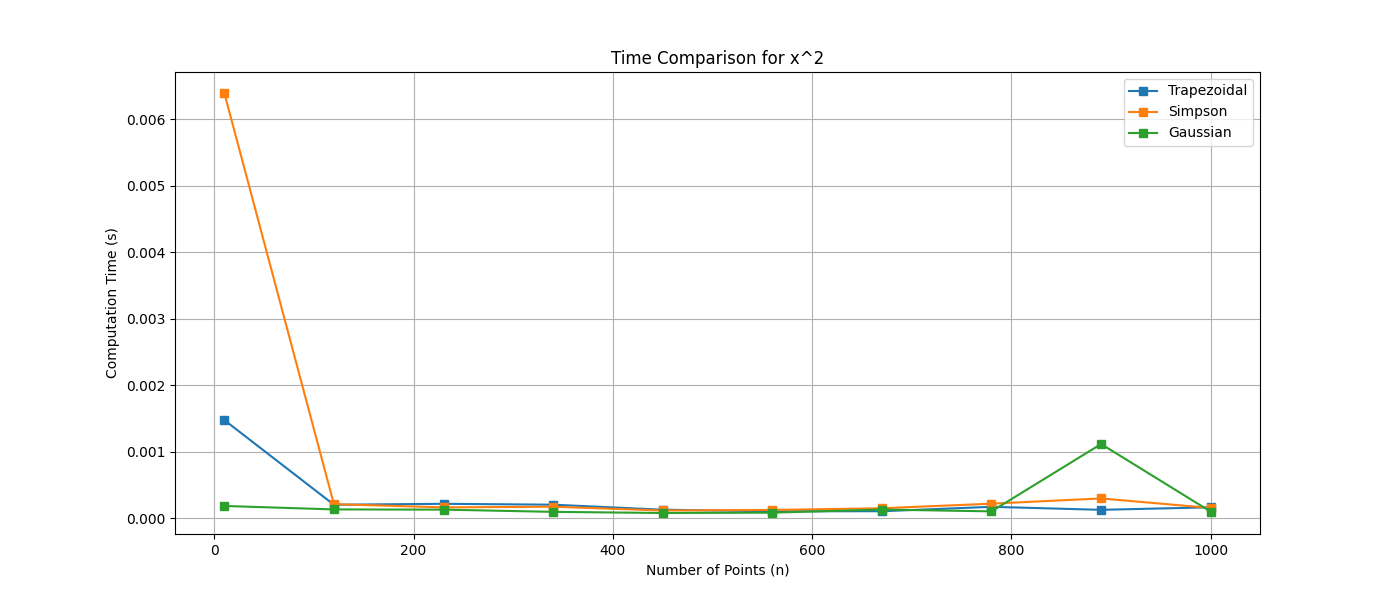 Time Comparison for x^2
Trapezoidal
Simpson
Gaussian
0.006
0.005
0.004
0.003
0.002
0.001
0.000
Computation Time (s)
0 200 400 600 800 1000
Number of Points (n)